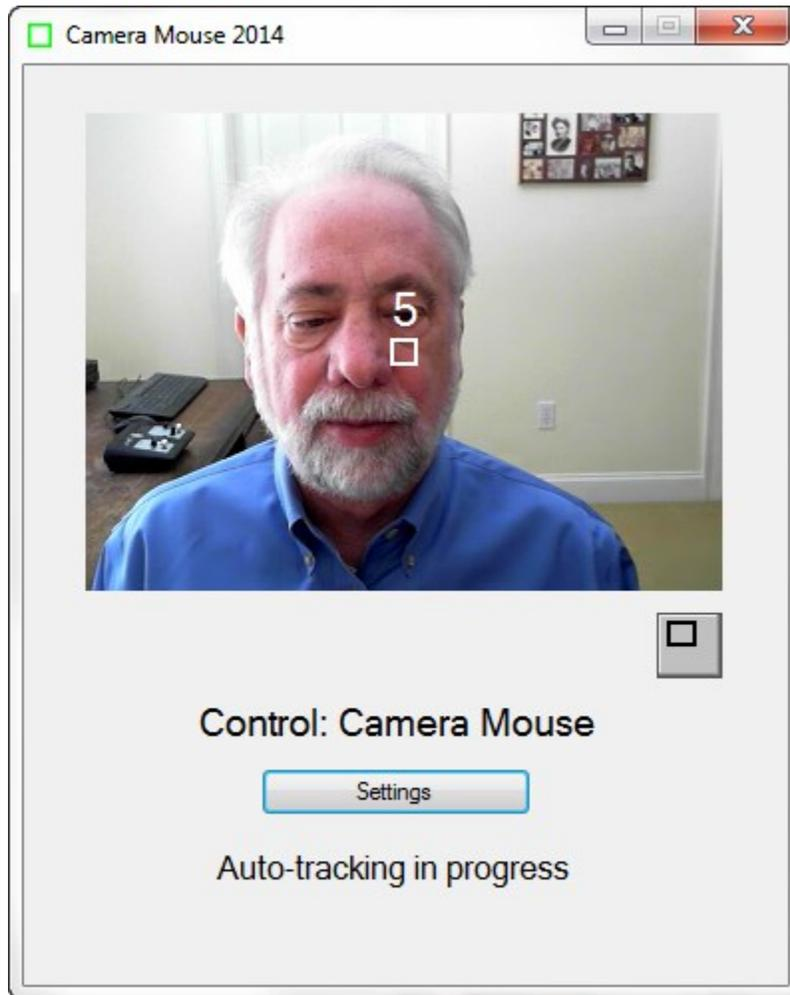 Camera Mouse 2014
5
Control: Camera Mouse
Settings
Auto-tracking in progress